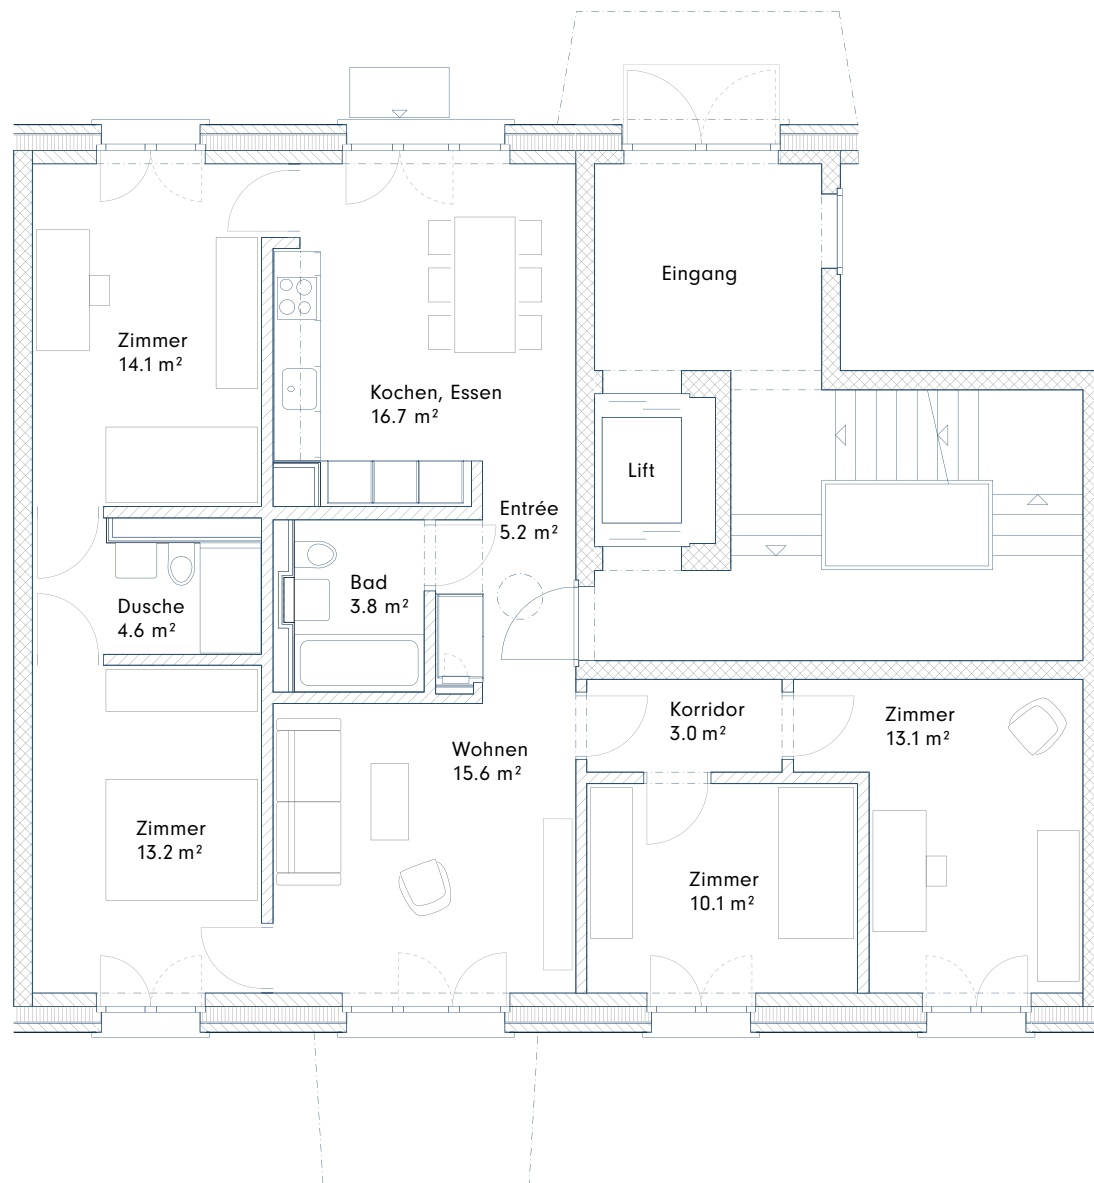 Eingang
Zimmer
14.1 m²
Kochen, Essen
16.7 m²
Lift
Entrée
5.2 m²
Bad
3.8 m²
Dusche
4.6 m²
Korridor
3.0 m²
Zimmer
13.1 m²
Wohnen
15.6 m²
Zimmer
13.2 m²
Zimmer
10.1 m²